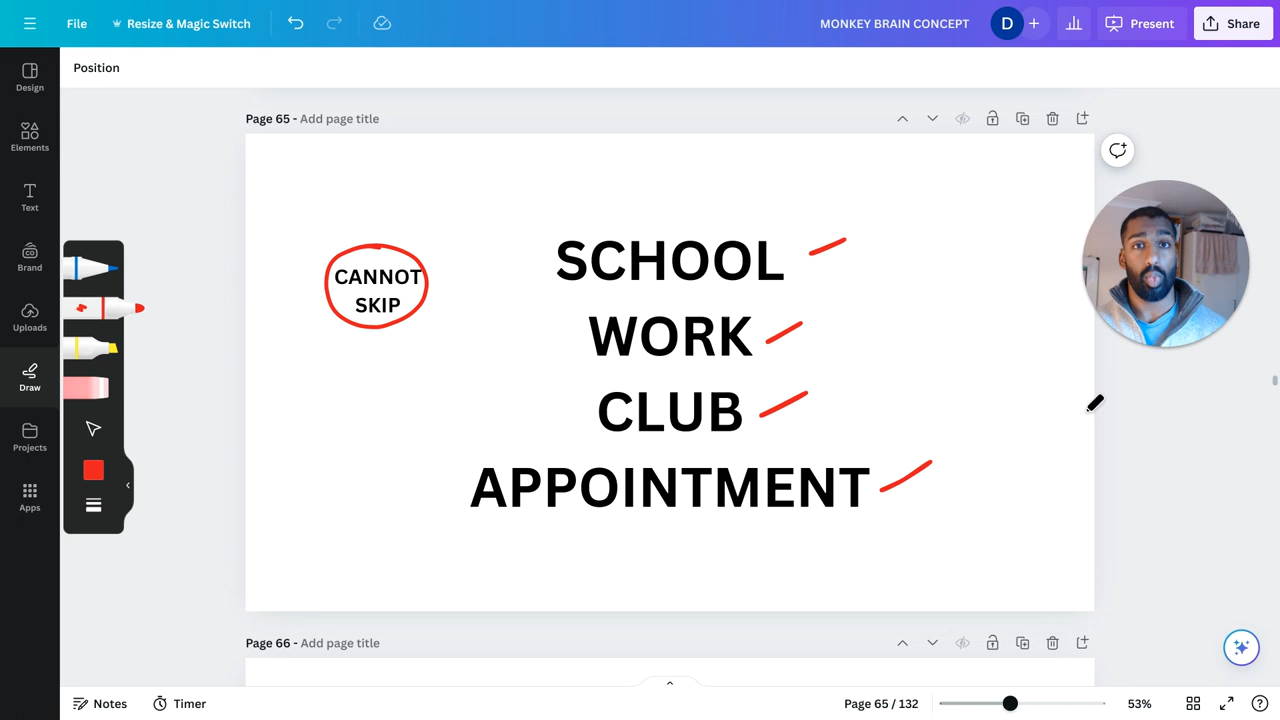 File
Resize & Magic Switch
MONKEY BRAIN CONCEPT
D
Present
Share
Position
Design
Elements
Text
Brand
Uploads
Draw
Projects
Apps
Page 65 - Add page title
CANNOT
SKIP
SCHOOL
WORK
CLUB
APPOINTMENT
Page 66 - Add page title
Notes
Timer
Page 65 / 132
53%